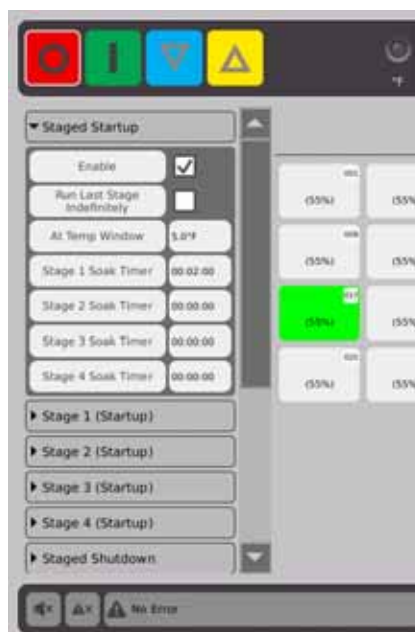 °F
Staged Startup
Enable
Run Last Stage
Indefinitely
At Temp Window 5.0°F
Stage 1 Soak Timer 00:02:00
Stage 2 Soak Timer 00:00:00
Stage 3 Soak Timer 00:00:00
Stage 4 Soak Timer 00:00:00
Stage 1 (Startup)
Stage 2 (Startup)
Stage 3 (Startup)
Stage 4 (Startup)
Staged Shutdown
001
(55%) (55%
(55%) (55%
017
(55%) (55%
(55%) (55%
No Error